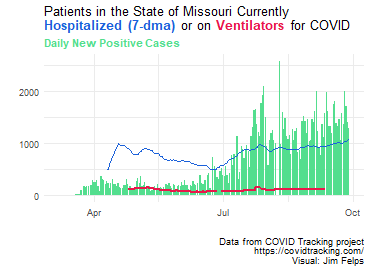 Patients in the State of Missouri Currently
Hospitalized (7-dma) or on Ventilators for COVID
Daily New Positive Cases
2000
1000
0
Apr
Jul
Oct
Data from COVID Tracking project
https://covidtracking.com/
Visual: Jim Felps